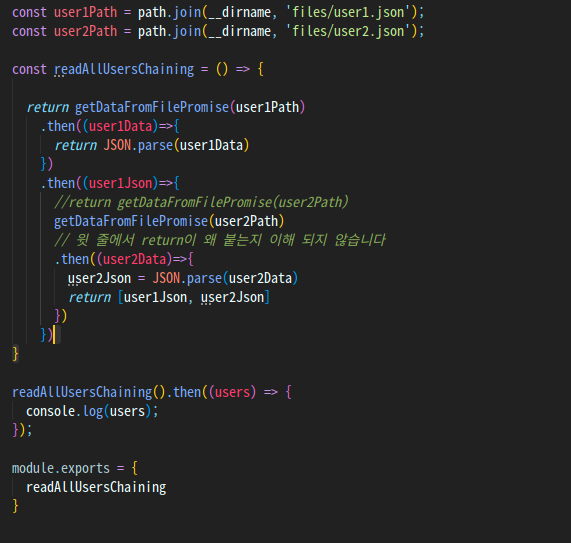 const user1Path = path.join(__dirname, 'files/user1.json');
const user2Path = path.join(__dirname, 'files/user2.json');

const readAllUsersChaining = () => {

  return getDataFromFilePromise(user1Path)
    .then((user1Data)=>{
      return JSON.parse(user1Data)
    })
    .then((user1Json)=>{
      //return getDataFromFilePromise(user2Path)
      getDataFromFilePromise(user2Path)
      // 윗 줄에서 return이 왜 붙는지 이해 되지 않습니다
      .then((user2Data)=>{
        user2Json = JSON.parse(user2Data)
        return [user1Json, user2Json]
      })
    })
}

readAllUsersChaining().then((users) => {
  console.log(users);
});

module.exports = {
  readAllUsersChaining
}